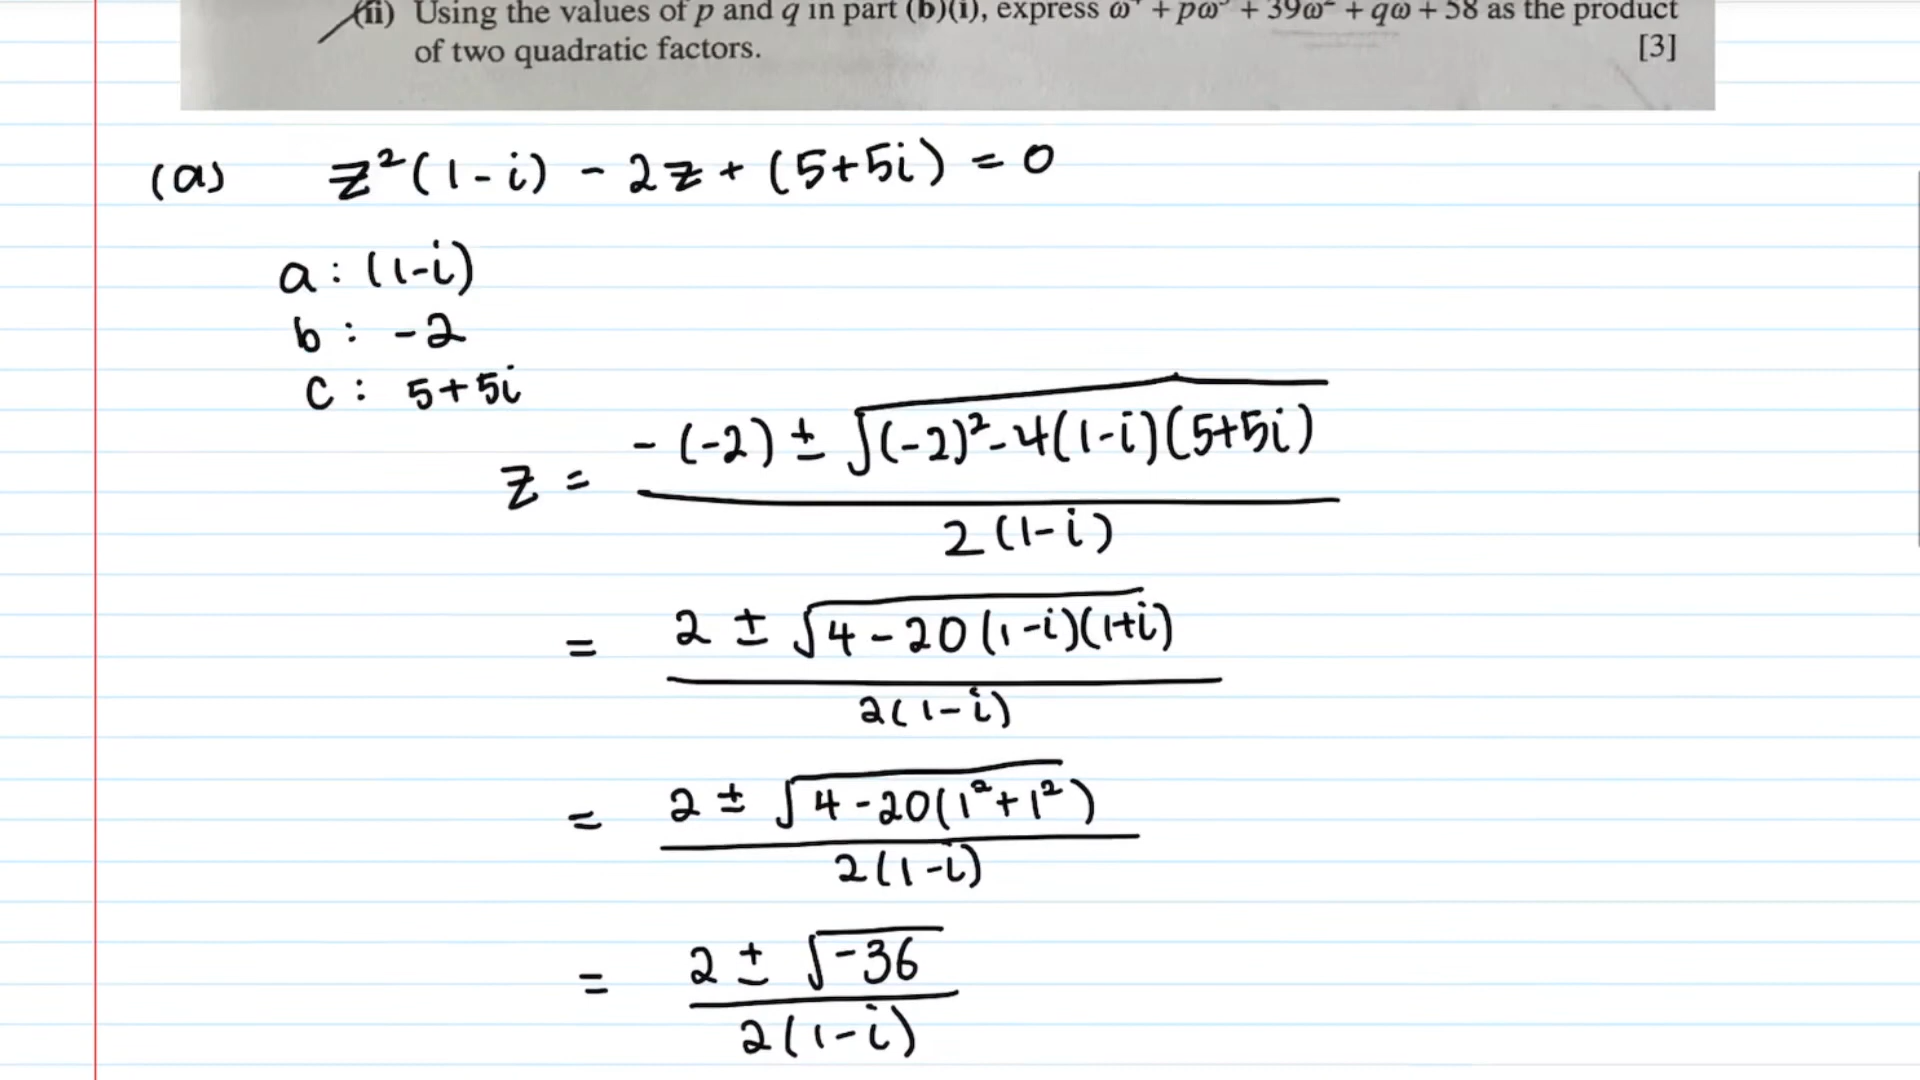 (ii) Using the values of p and q in part (b)(i), express ω⁴ + pω³ + 39ω² + qω + 58 as the product
of two quadratic factors. [3]
(a) z²(1-i) - 2z + (5+5i) = 0
a : (1-i)
b : -2
c : 5+5i
z = (-(-2) ± √((-2)²-4(1-i)(5+5i))) / (2(1-i))
= (2 ± √(4-20(1-i)(1+i))) / (2(1-i))
= (2 ± √(4-20(1²+1²))) / (2(1-i))
= (2 ± √-36) / (2(1-i))